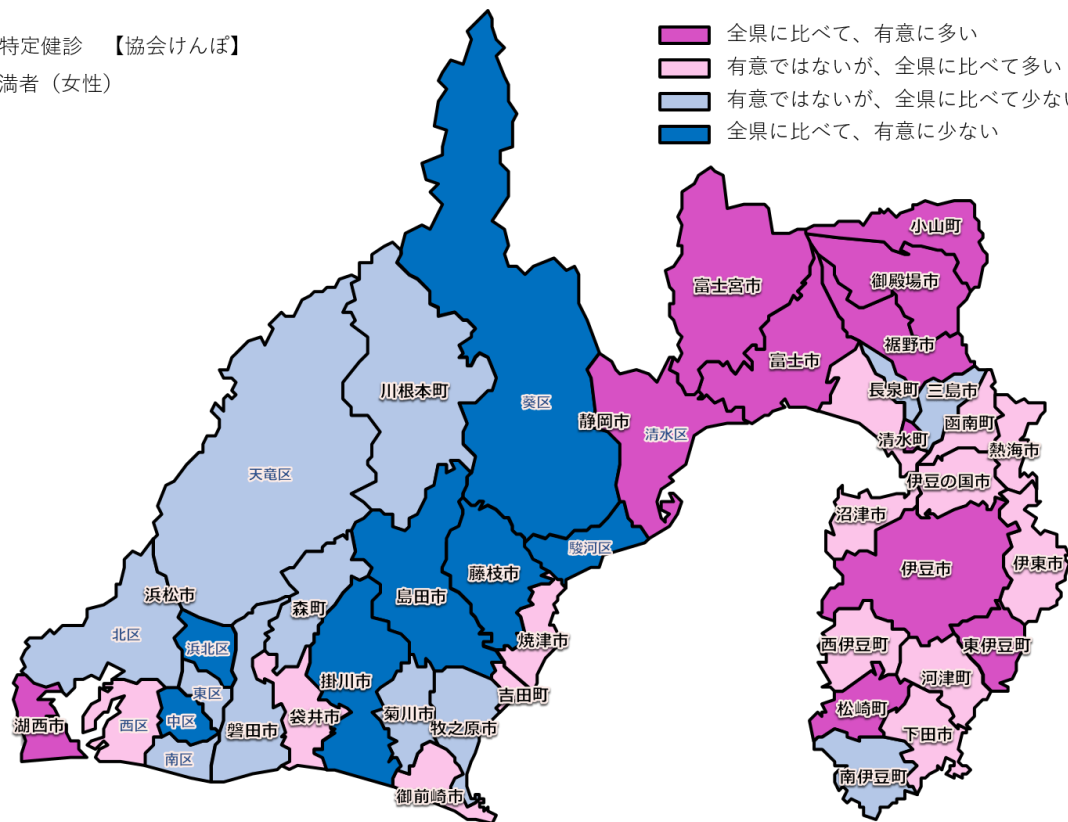 特定健診　【協会けんぽ】
満者（女性）
全県に比べて、有意に多い
有意ではないが、全県に比べて多い
有意ではないが、全県に比べて少ない
全県に比べて、有意に少ない
小山町
御殿場市
富士宮市
裾野市
富士市
長泉町
三島市
川根本町
葵区
静岡市
清水区
清水町
函南町
熱海市
天竜区
伊豆の国市
沼津市
駿河区
伊東市
伊豆市
藤枝市
浜松市
島田市
森町
北区
浜北区
焼津市
西伊豆町
東伊豆町
掛川市
河津町
東区
吉田町
湖西市
西区
中区
袋井市
菊川市
松崎町
磐田市
牧之原市
下田市
南区
南伊豆町
御前崎市